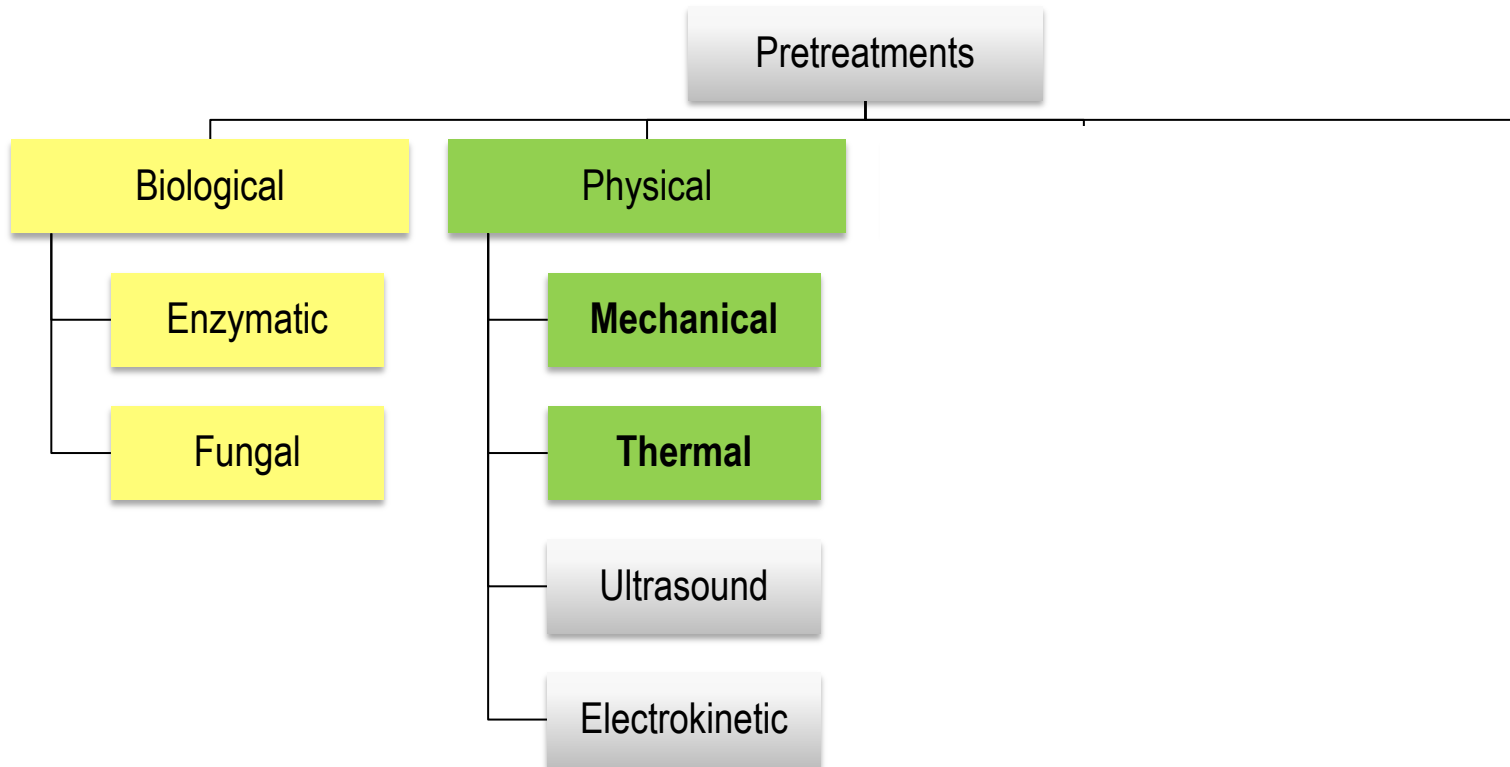 Pretreatments
Biological
Physical
Enzymatic
Mechanical
Fungal
Thermal
Ultrasound
Electrokinetic